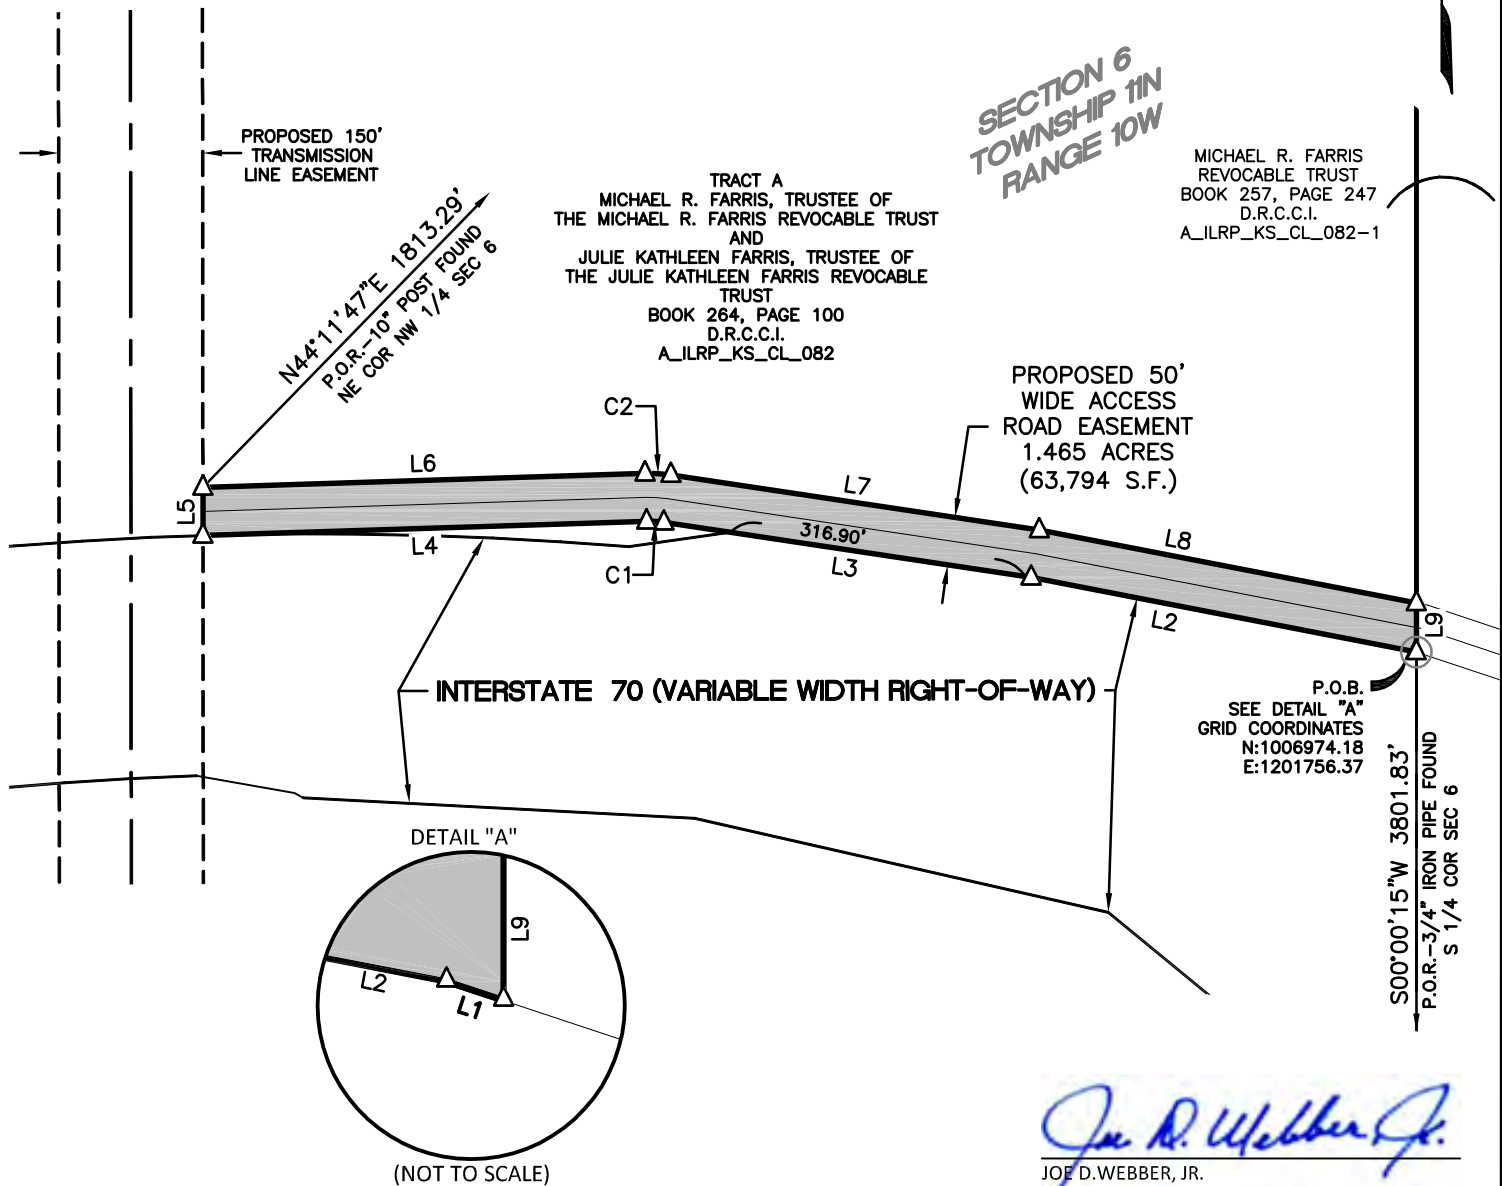 SECTION 6
TOWNSHIP 11N
RANGE 10W
PROPOSED 150'
TRANSMISSION
LINE EASEMENT
MICHAEL R. FARRIS
REVOCABLE TRUST
BOOK 257, PAGE 247
D.R.C.C.I.
A_ILRP_KS_CL_082-1
TRACT A
MICHAEL R. FARRIS, TRUSTEE OF
THE MICHAEL R. FARRIS REVOCABLE TRUST
AND
JULIE KATHLEEN FARRIS, TRUSTEE OF
THE JULIE KATHLEEN FARRIS REVOCABLE
TRUST
BOOK 264, PAGE 100
D.R.C.C.I.
A_ILRP_KS_CL_082
N44°11'47"E 1813.29'
P.O.R.-10" POST FOUND
NE COR NW 1/4 SEC 6
PROPOSED 50'
WIDE ACCESS
ROAD EASEMENT
1.465 ACRES
(63,794 S.F.)
C2
L6
L7
L5
316.90'
L8
L4
C1
L3
L2
L9
INTERSTATE 70 (VARIABLE WIDTH RIGHT-OF-WAY)
P.O.B.
SEE DETAIL "A"
GRID COORDINATES
N:1006974.18
E:1201756.37
S00°00'15"W 3801.83'
P.O.R.-3/4" IRON PIPE FOUND
S 1/4 COR SEC 6
DETAIL "A"
L9
L2
L1
(NOT TO SCALE)
Joe D. Webber Jr.
JOE D.WEBBER, JR.